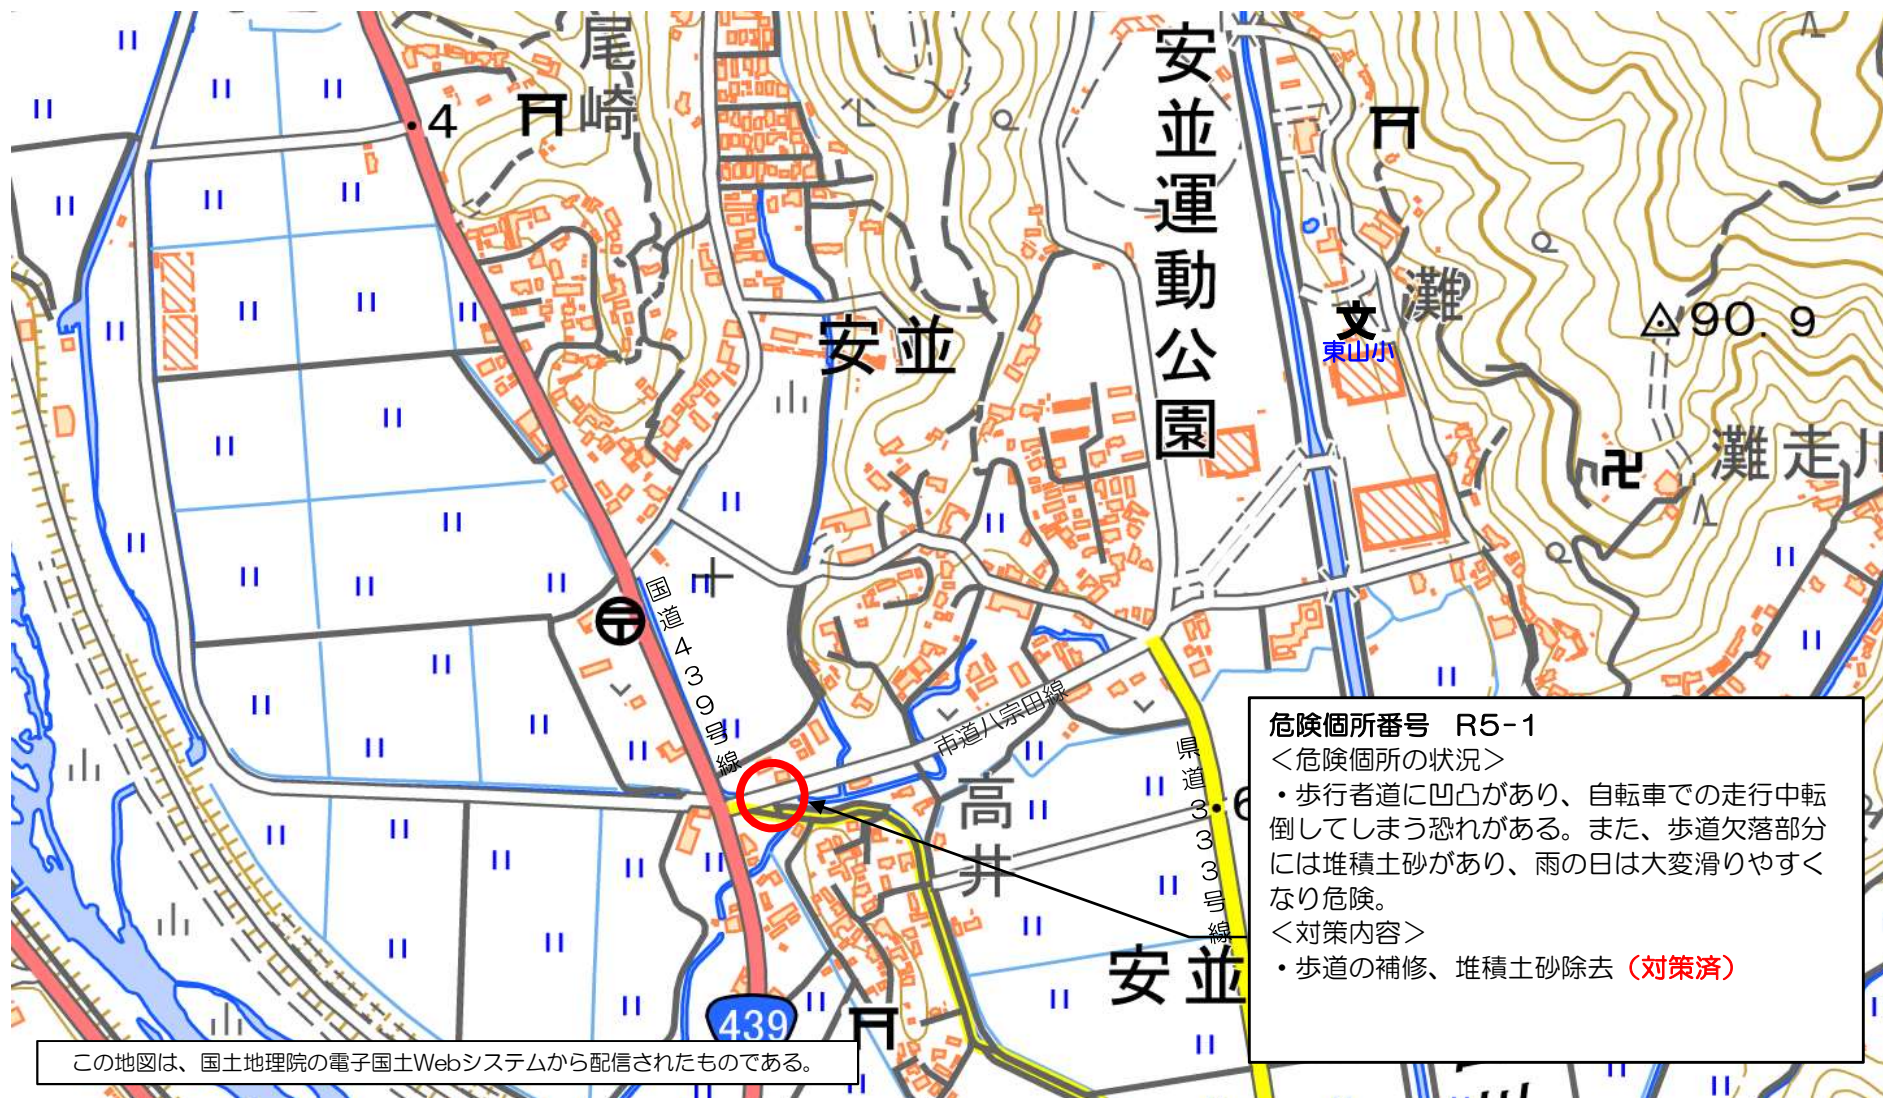 尾崎
安並運動公園
4
灘
文
東山小
90.9
安並
灘走川
卍
国道439号線
市道八宗田線
県道333号線
高井
6
安並
439
危険個所番号 R5-1
＜危険個所の状況＞
・歩行者道に凹凸があり、自転車での走行中転
倒してしまう恐れがある。また、歩道欠落部分
には堆積土砂があり、雨の日は大変滑りやすく
なり危険。
＜対策内容＞
・歩道の補修、堆積土砂除去（対策済）
この地図は、国土地理院の電子国土Webシステムから配信されたものである。